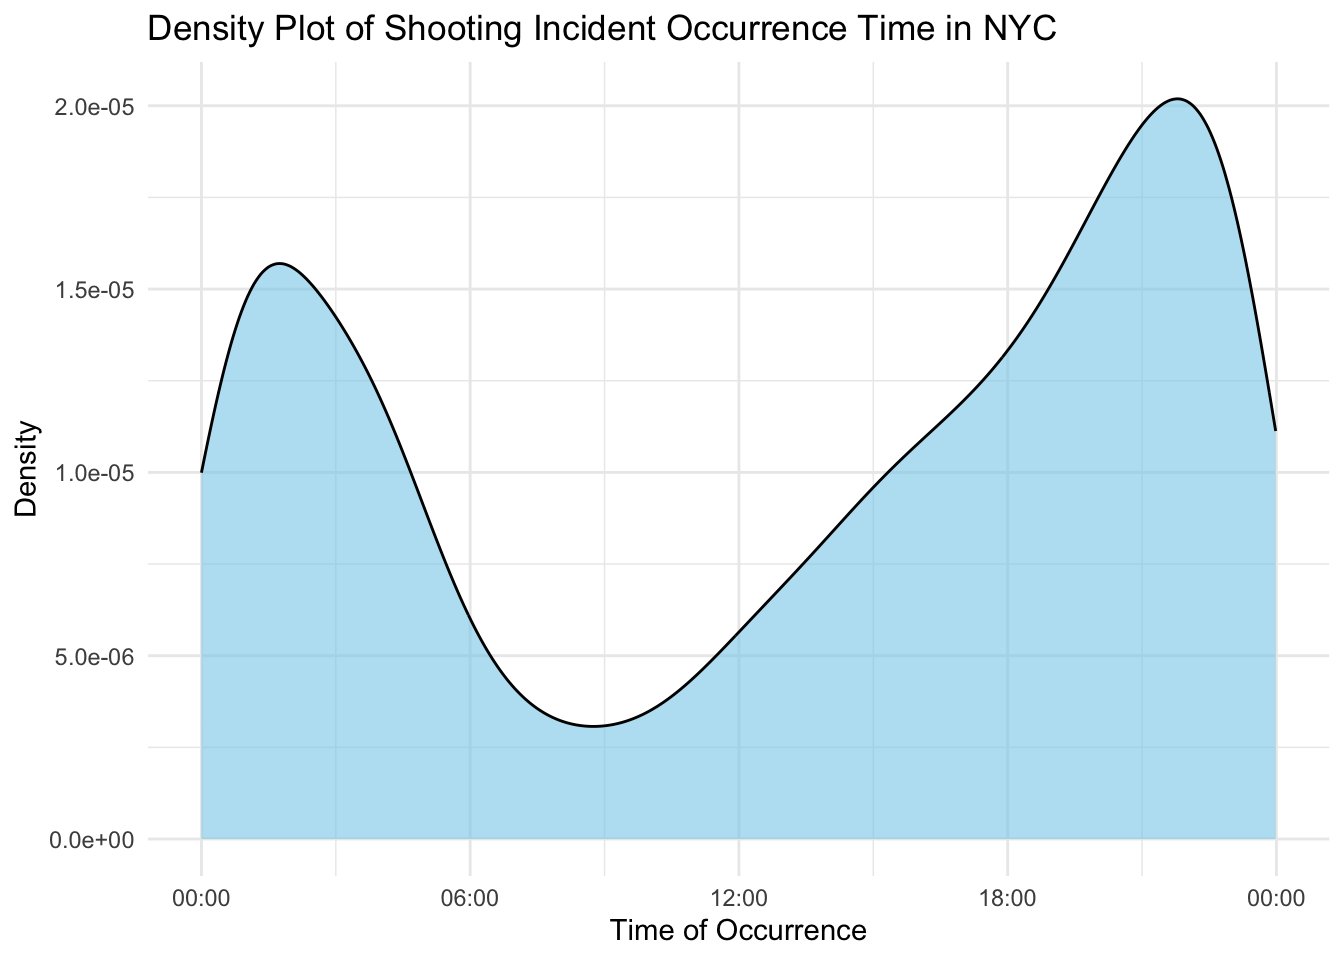 Density Plot of Shooting Incident Occurrence Time in NYC
2.0e-05
1.5e-05
1.0e-05
5.0e-06
0.0e+00
Density
00:00 06:00 12:00 18:00 00:00
Time of Occurrence